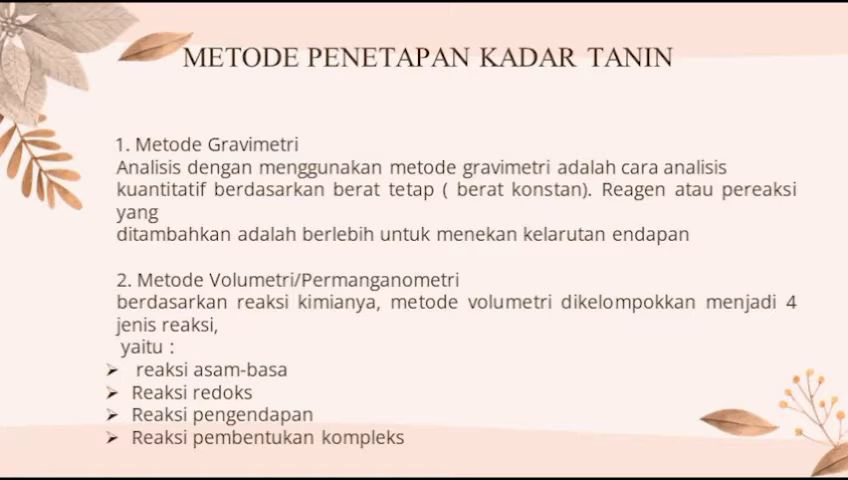 METODE PENETAPAN KADAR TANIN
1. Metode Gravimetri
Analisis dengan menggunakan metode gravimetri adalah cara analisis
kuantitatif berdasarkan berat tetap ( berat konstan). Reagen atau pereaksi
yang
ditambahkan adalah berlebih untuk menekan kelarutan endapan
2. Metode Volumetri/Permanganometri
berdasarkan reaksi kimianya, metode volumetri dikelompokkan menjadi 4
jenis reaksi,
yaitu :
➢ reaksi asam-basa
➢ Reaksi redoks
➢ Reaksi pengendapan
➢ Reaksi pembentukan kompleks